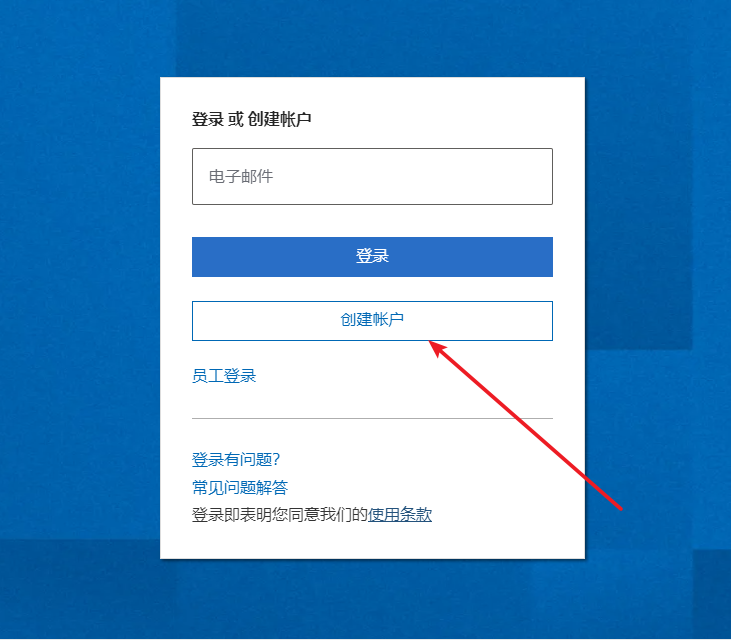 登录 或 创建帐户
电子邮件
登录
创建帐户
员工登录
登录有问题?
常见问题解答
登录即表明您同意我们的使用条款